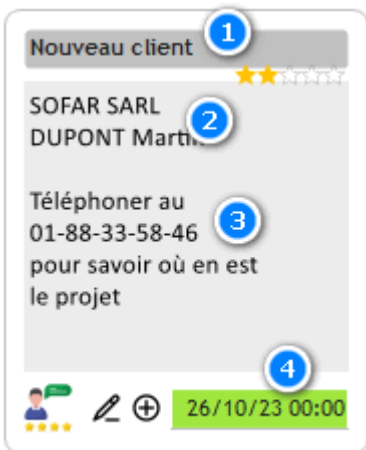 1
Nouveau client
SOFAR SARL
2
DUPONT Martin
Téléphoner au
3
01-88-33-58-46
pour savoir où en est
le projet
4
26/10/23 00:00